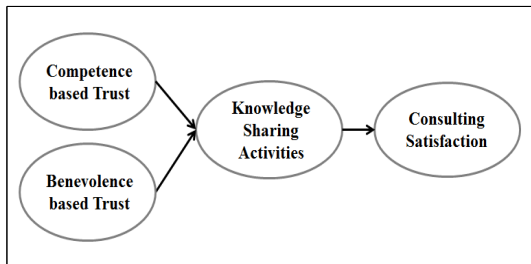 Competence
based Trust
Benevolence
based Trust
Knowledge
Sharing
Activities
Consulting
Satisfaction